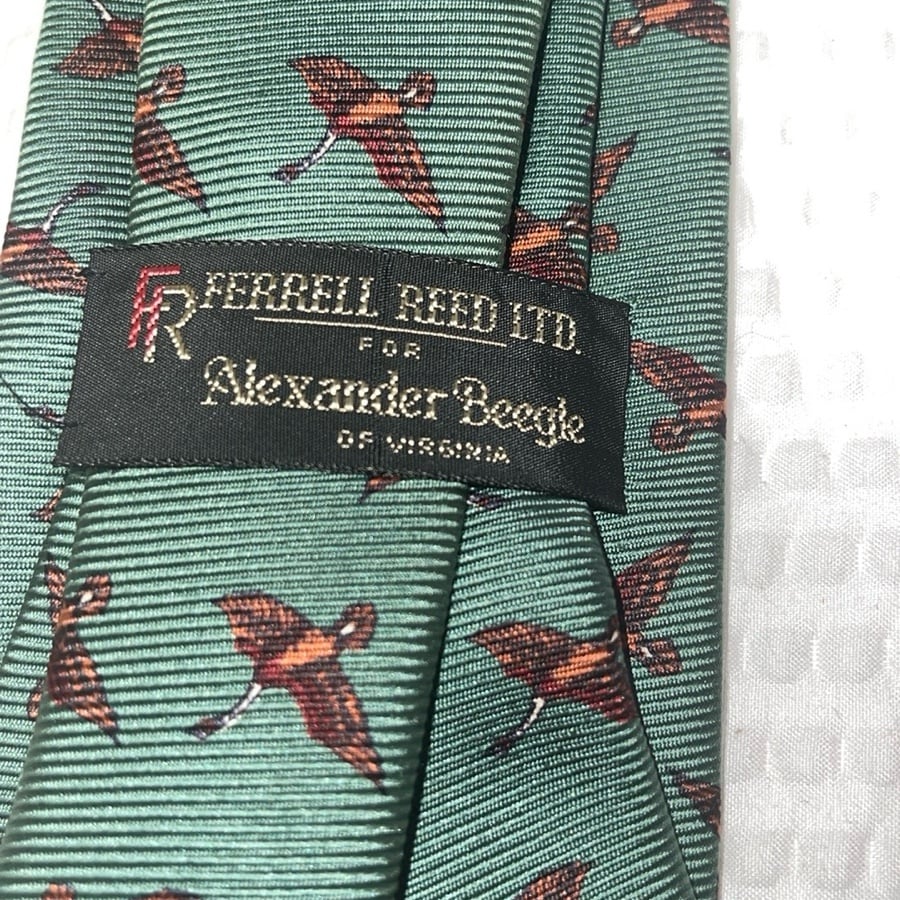 FR FERRELL REED LTD.
FOR
Alexander Beegle
OF VIRGINIA